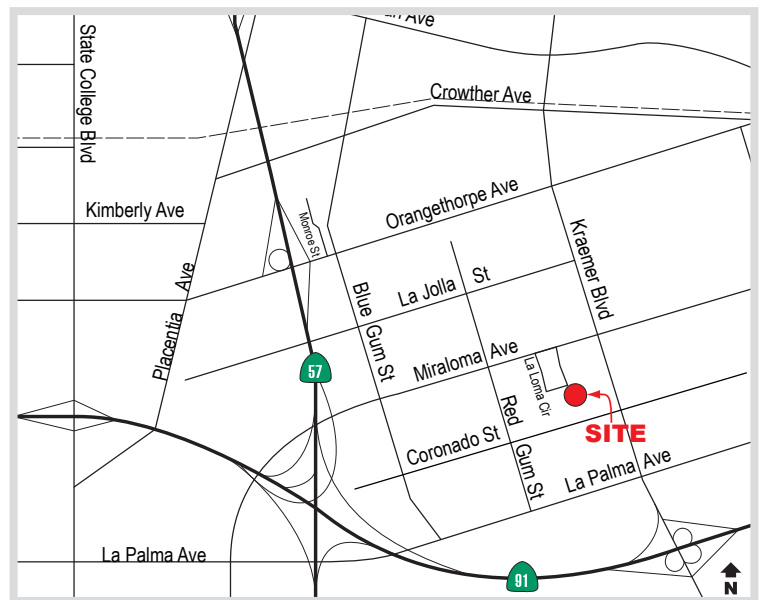 Ave
State College Blvd
Crowther Ave
Kimberly Ave
Orangethorpe Ave
Monroe St
Kraemer Blvd
Placentia Ave
La Jolla St
Blue Gum St
57
Miraloma Ave
La Loma Cir
Red Gum St
SITE
Coronado St
La Palma Ave
La Palma Ave
91
N